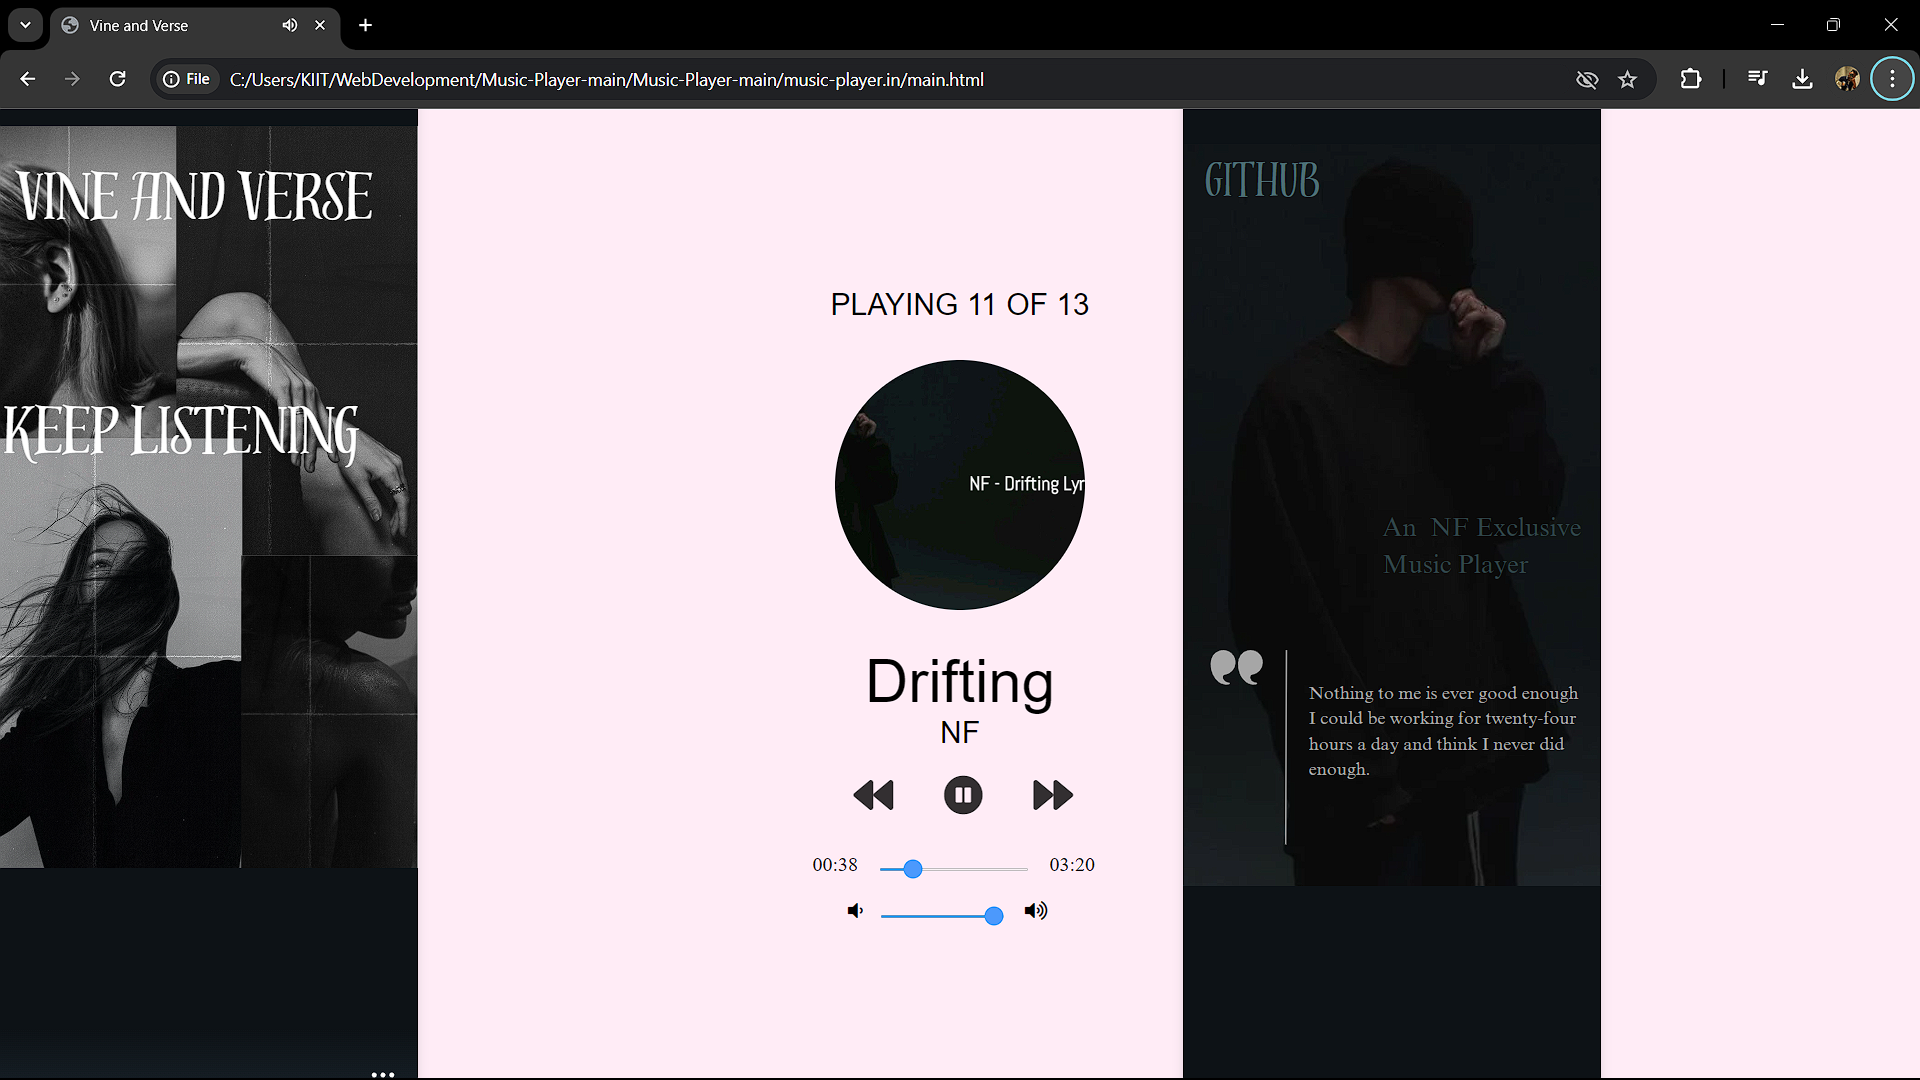 Vine and Verse
File
C:/Users/KIIT/WebDevelopment/Music-Player-main/Music-Player-main/music-player.in/main.html
VINE AND VERSE
KEEP LISTENING
PLAYING 11 OF 13
NF - Drifting Lyr
Drifting
NF
00:38
03:20
GITHUB
An NF Exclusive
Music Player
Nothing to me is ever good enough
I could be working for twenty-four
hours a day and think I never did
enough.